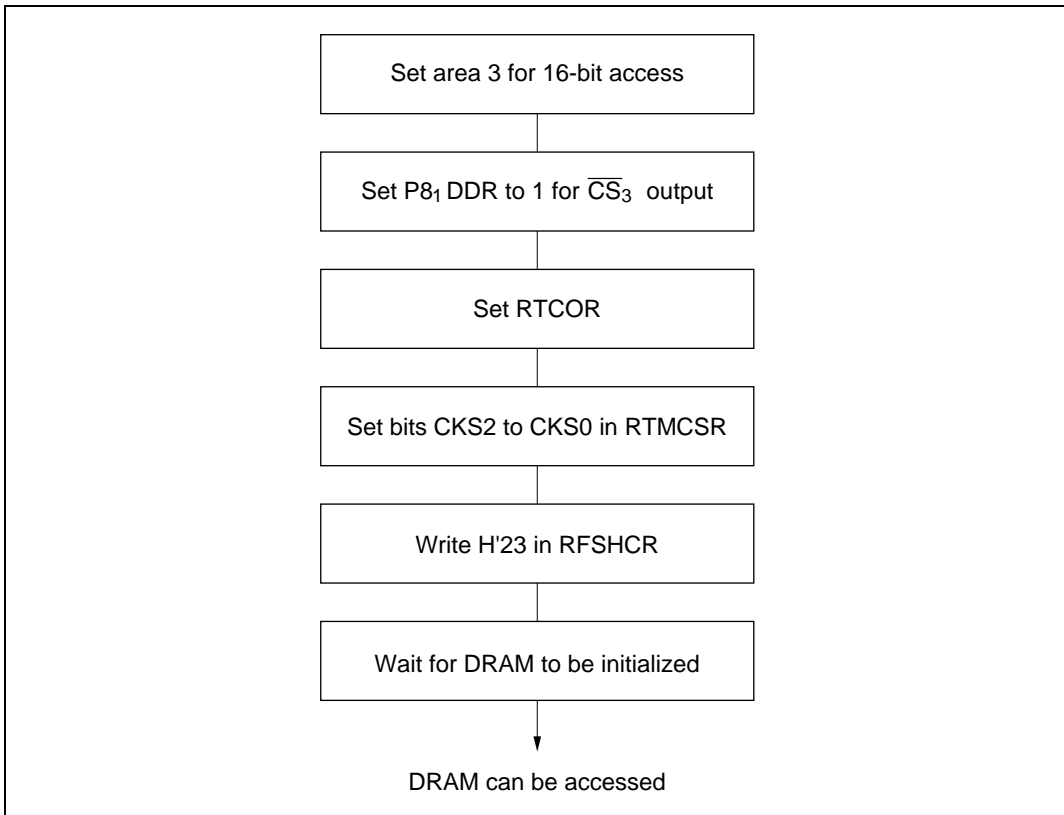 Set area 3 for 16-bit access
Set P8₁ DDR to 1 for C̅S̅₃ output
Set RTCOR
Set bits CKS2 to CKS0 in RTMCSR
Write H'23 in RFSHCR
Wait for DRAM to be initialized
DRAM can be accessed